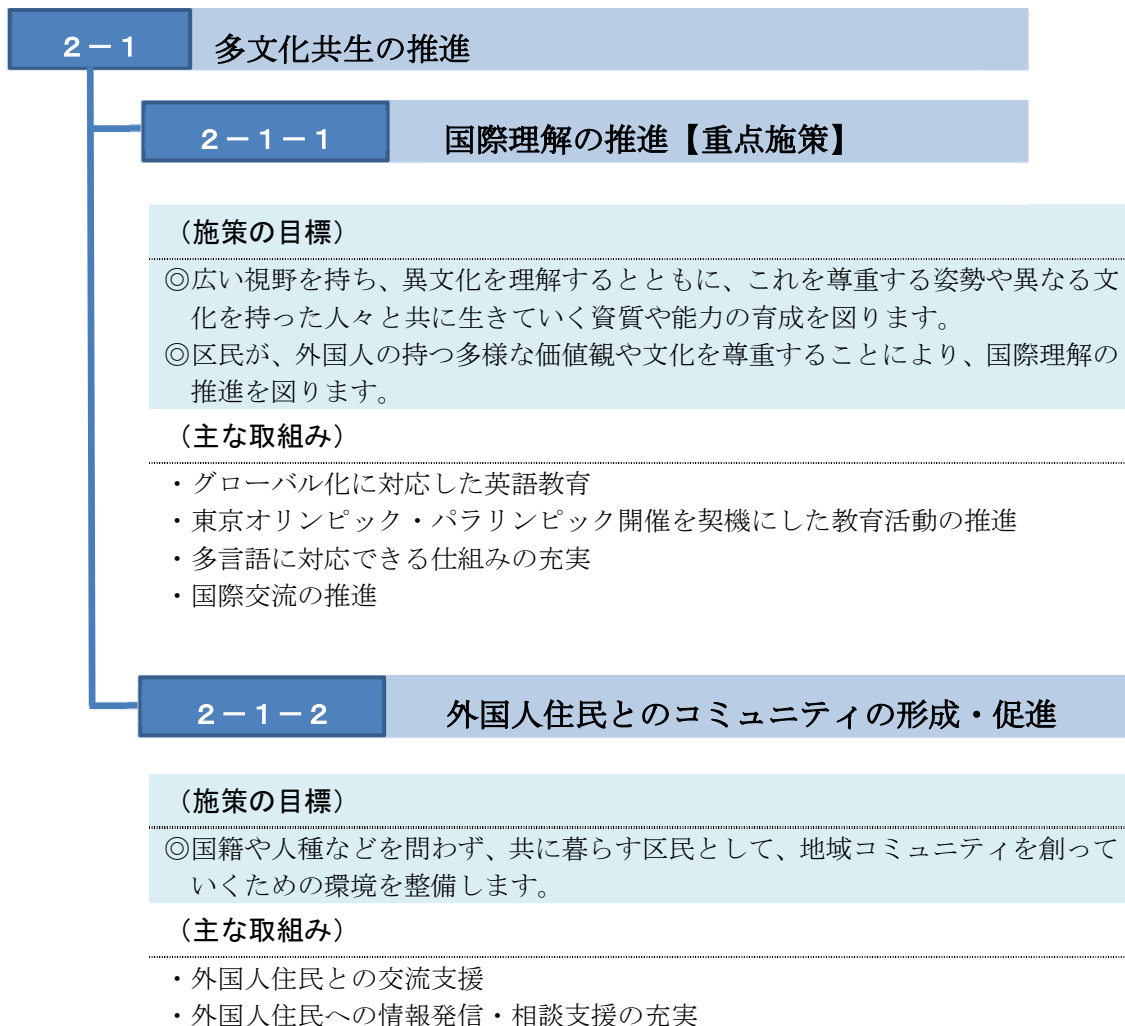 ２－１ 多文化共生の推進
２－１－１ 国際理解の推進【重点施策】
（施策の目標）
◎広い視野を持ち、異文化を理解するとともに、これを尊重する姿勢や異なる文
化を持った人々と共に生きていく資質や能力の育成を図ります。
◎区民が、外国人の持つ多様な価値観や文化を尊重することにより、国際理解の
推進を図ります。
（主な取組み）
・グローバル化に対応した英語教育
・東京オリンピック・パラリンピック開催を契機にした教育活動の推進
・多言語に対応できる仕組みの充実
・国際交流の推進
２－１－２ 外国人住民とのコミュニティの形成・促進
（施策の目標）
◎国籍や人種などを問わず、共に暮らす区民として、地域コミュニティを創って
いくための環境を整備します。
（主な取組み）
・外国人住民との交流支援
・外国人住民への情報発信・相談支援の充実